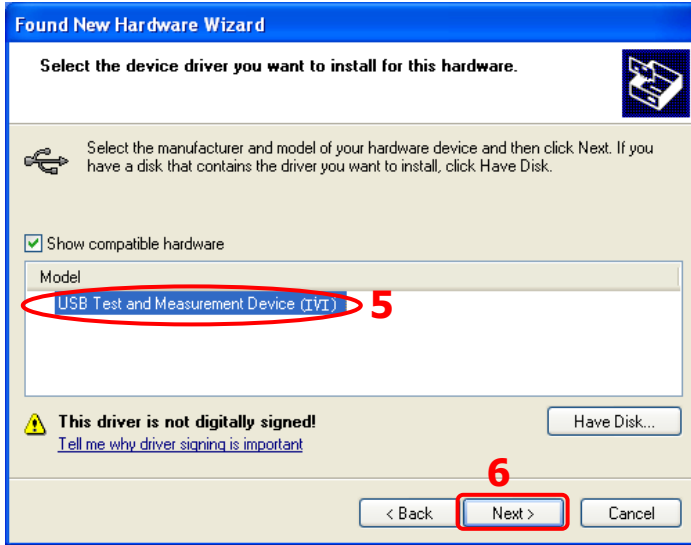 Found New Hardware Wizard
Select the device driver you want to install for this hardware.
Select the manufacturer and model of your hardware device and then click Next. If you
have a disk that contains the driver you want to install, click Have Disk.
Show compatible hardware
Model
USB Test and Measurement Device (IVI) 5
This driver is not digitally signed!
Have Disk...
Tell me why driver signing is important
6
< Back
Next >
Cancel